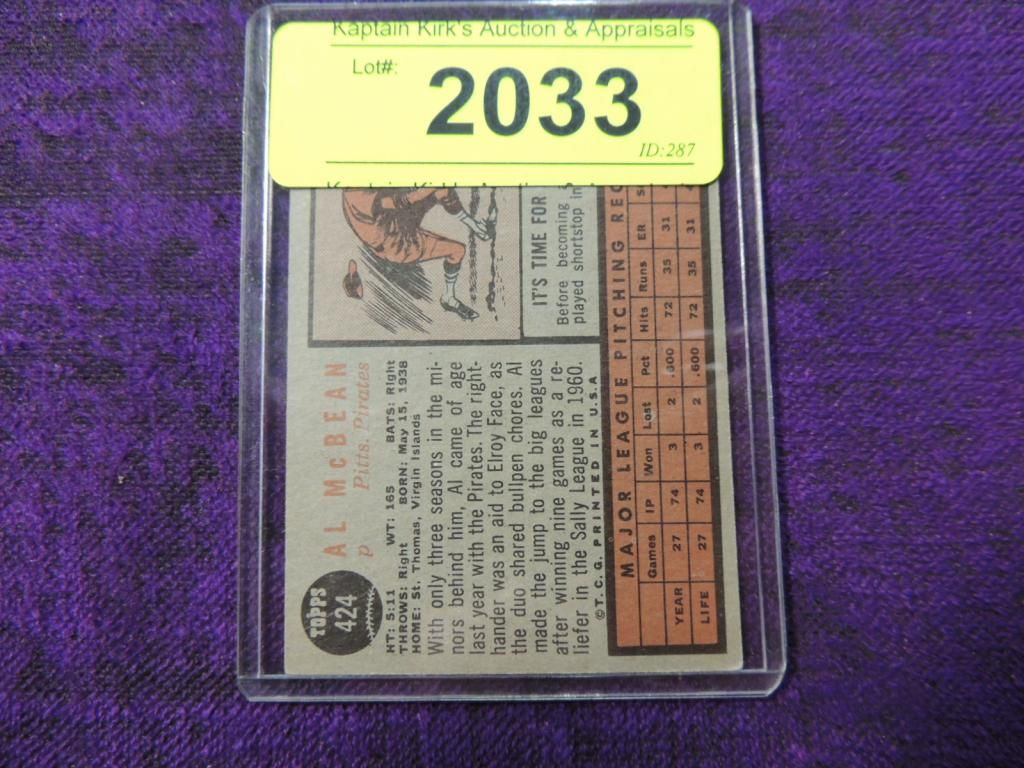 Kaptain Kirk's Auction & Appraisals
Lot#:
2033
ID:287
TOPPS
424
AL McBEAN
p Pitts. Pirates
HT: 5:11 WT: 165 BATS: Right
THROWS: Right BORN: May 15, 1938
HOME: St. Thomas, Virgin Islands
With only three seasons in the mi-
nors behind him, Al came of age
last year with the Pirates. The right-
hander was an aid to Elroy Face, as
the duo shared bullpen chores. Al
made the jump to the big leagues
after winning nine games as a re-
liefer in the Sally League in 1960.
©T.C.G. PRINTED IN U.S.A
IT'S TIME FOR
Before becoming
played shortstop in
MAJOR LEAGUE PITCHING REC
Games IP Won Lost Pct Hits Runs ER
YEAR 27 74 3 2 .600 72 35 31
LIFE 27 74 3 2 .600 72 35 31